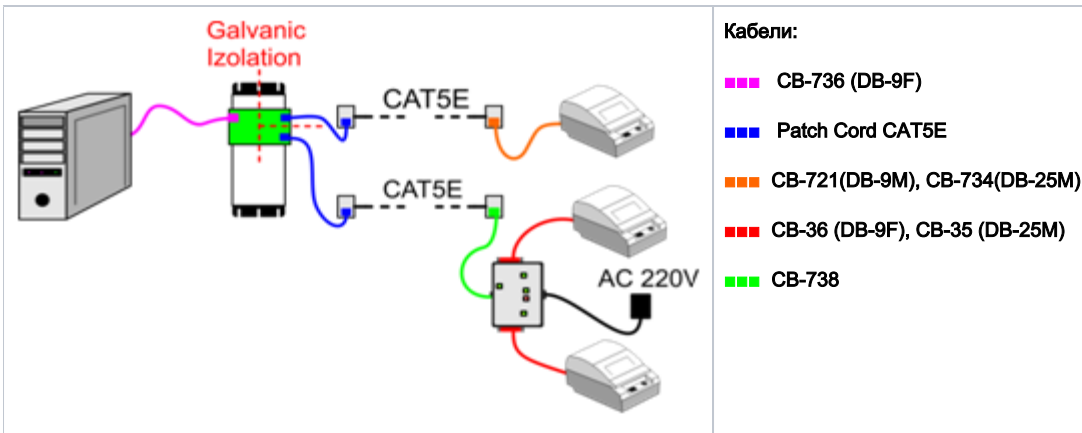 Galvanic
Izolation
CAT5E
CAT5E
AC 220V
Кабели:
CB-736 (DB-9F)
Patch Cord CAT5E
CB-721(DB-9M), CB-734(DB-25M)
CB-36 (DB-9F), CB-35 (DB-25M)
CB-738